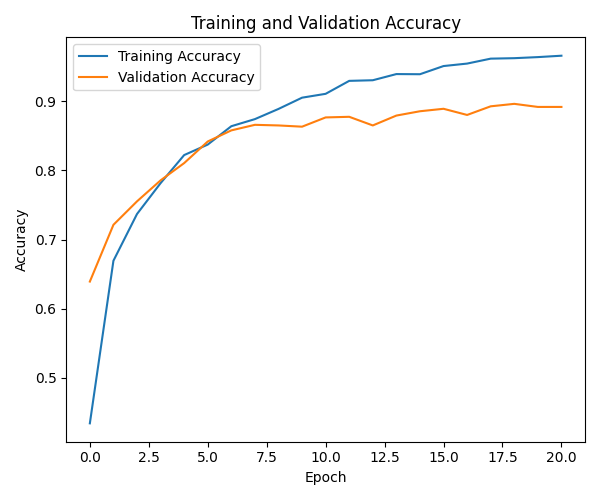 Training and Validation Accuracy
Training Accuracy
Validation Accuracy
0.9
0.8
0.7
0.6
0.5
Accuracy
0.0 2.5 5.0 7.5 10.0 12.5 15.0 17.5 20.0
Epoch